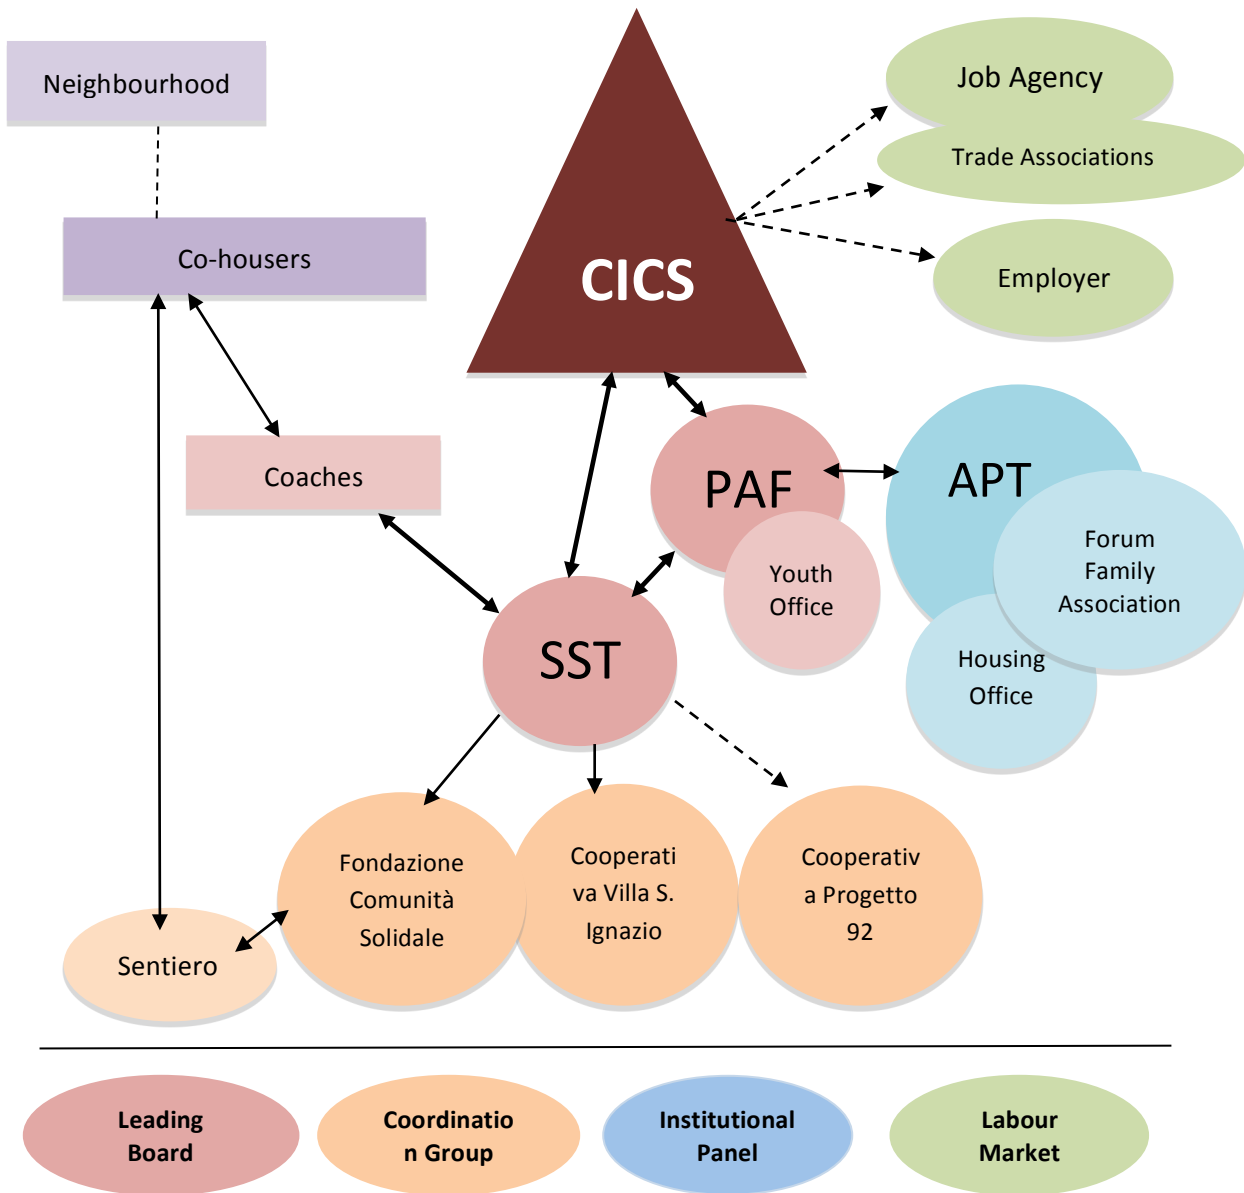 Neighbourhood
Job Agency
Trade Associations
Co-housers
CICS
Employer
Coaches
PAF
APT
Youth
Office
Forum
Family
Association
SST
Housing
Office
Fondazione
Comunità
Solidale
Cooperati
va Villa S.
Ignazio
Cooperativ
a Progetto
92
Sentiero
Leading
Board
Coordinatio
n Group
Institutional
Panel
Labour
Market